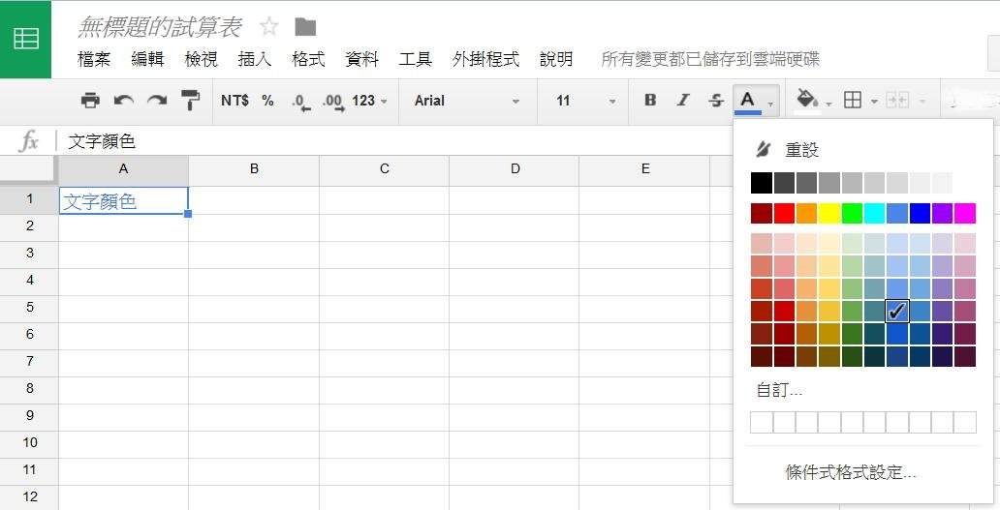 無標題的試算表
檔案 編輯 檢視 插入 格式 資料 工具 外掛程式 說明 所有變更都已儲存到雲端硬碟
NT$ % .0 .00 123 Arial 11 B I S A
fx 文字顏色
A B C D E
1 文字顏色
2
3
4
5
6
7
8
9
10
11
12
重設
自訂...
條件式格式設定...